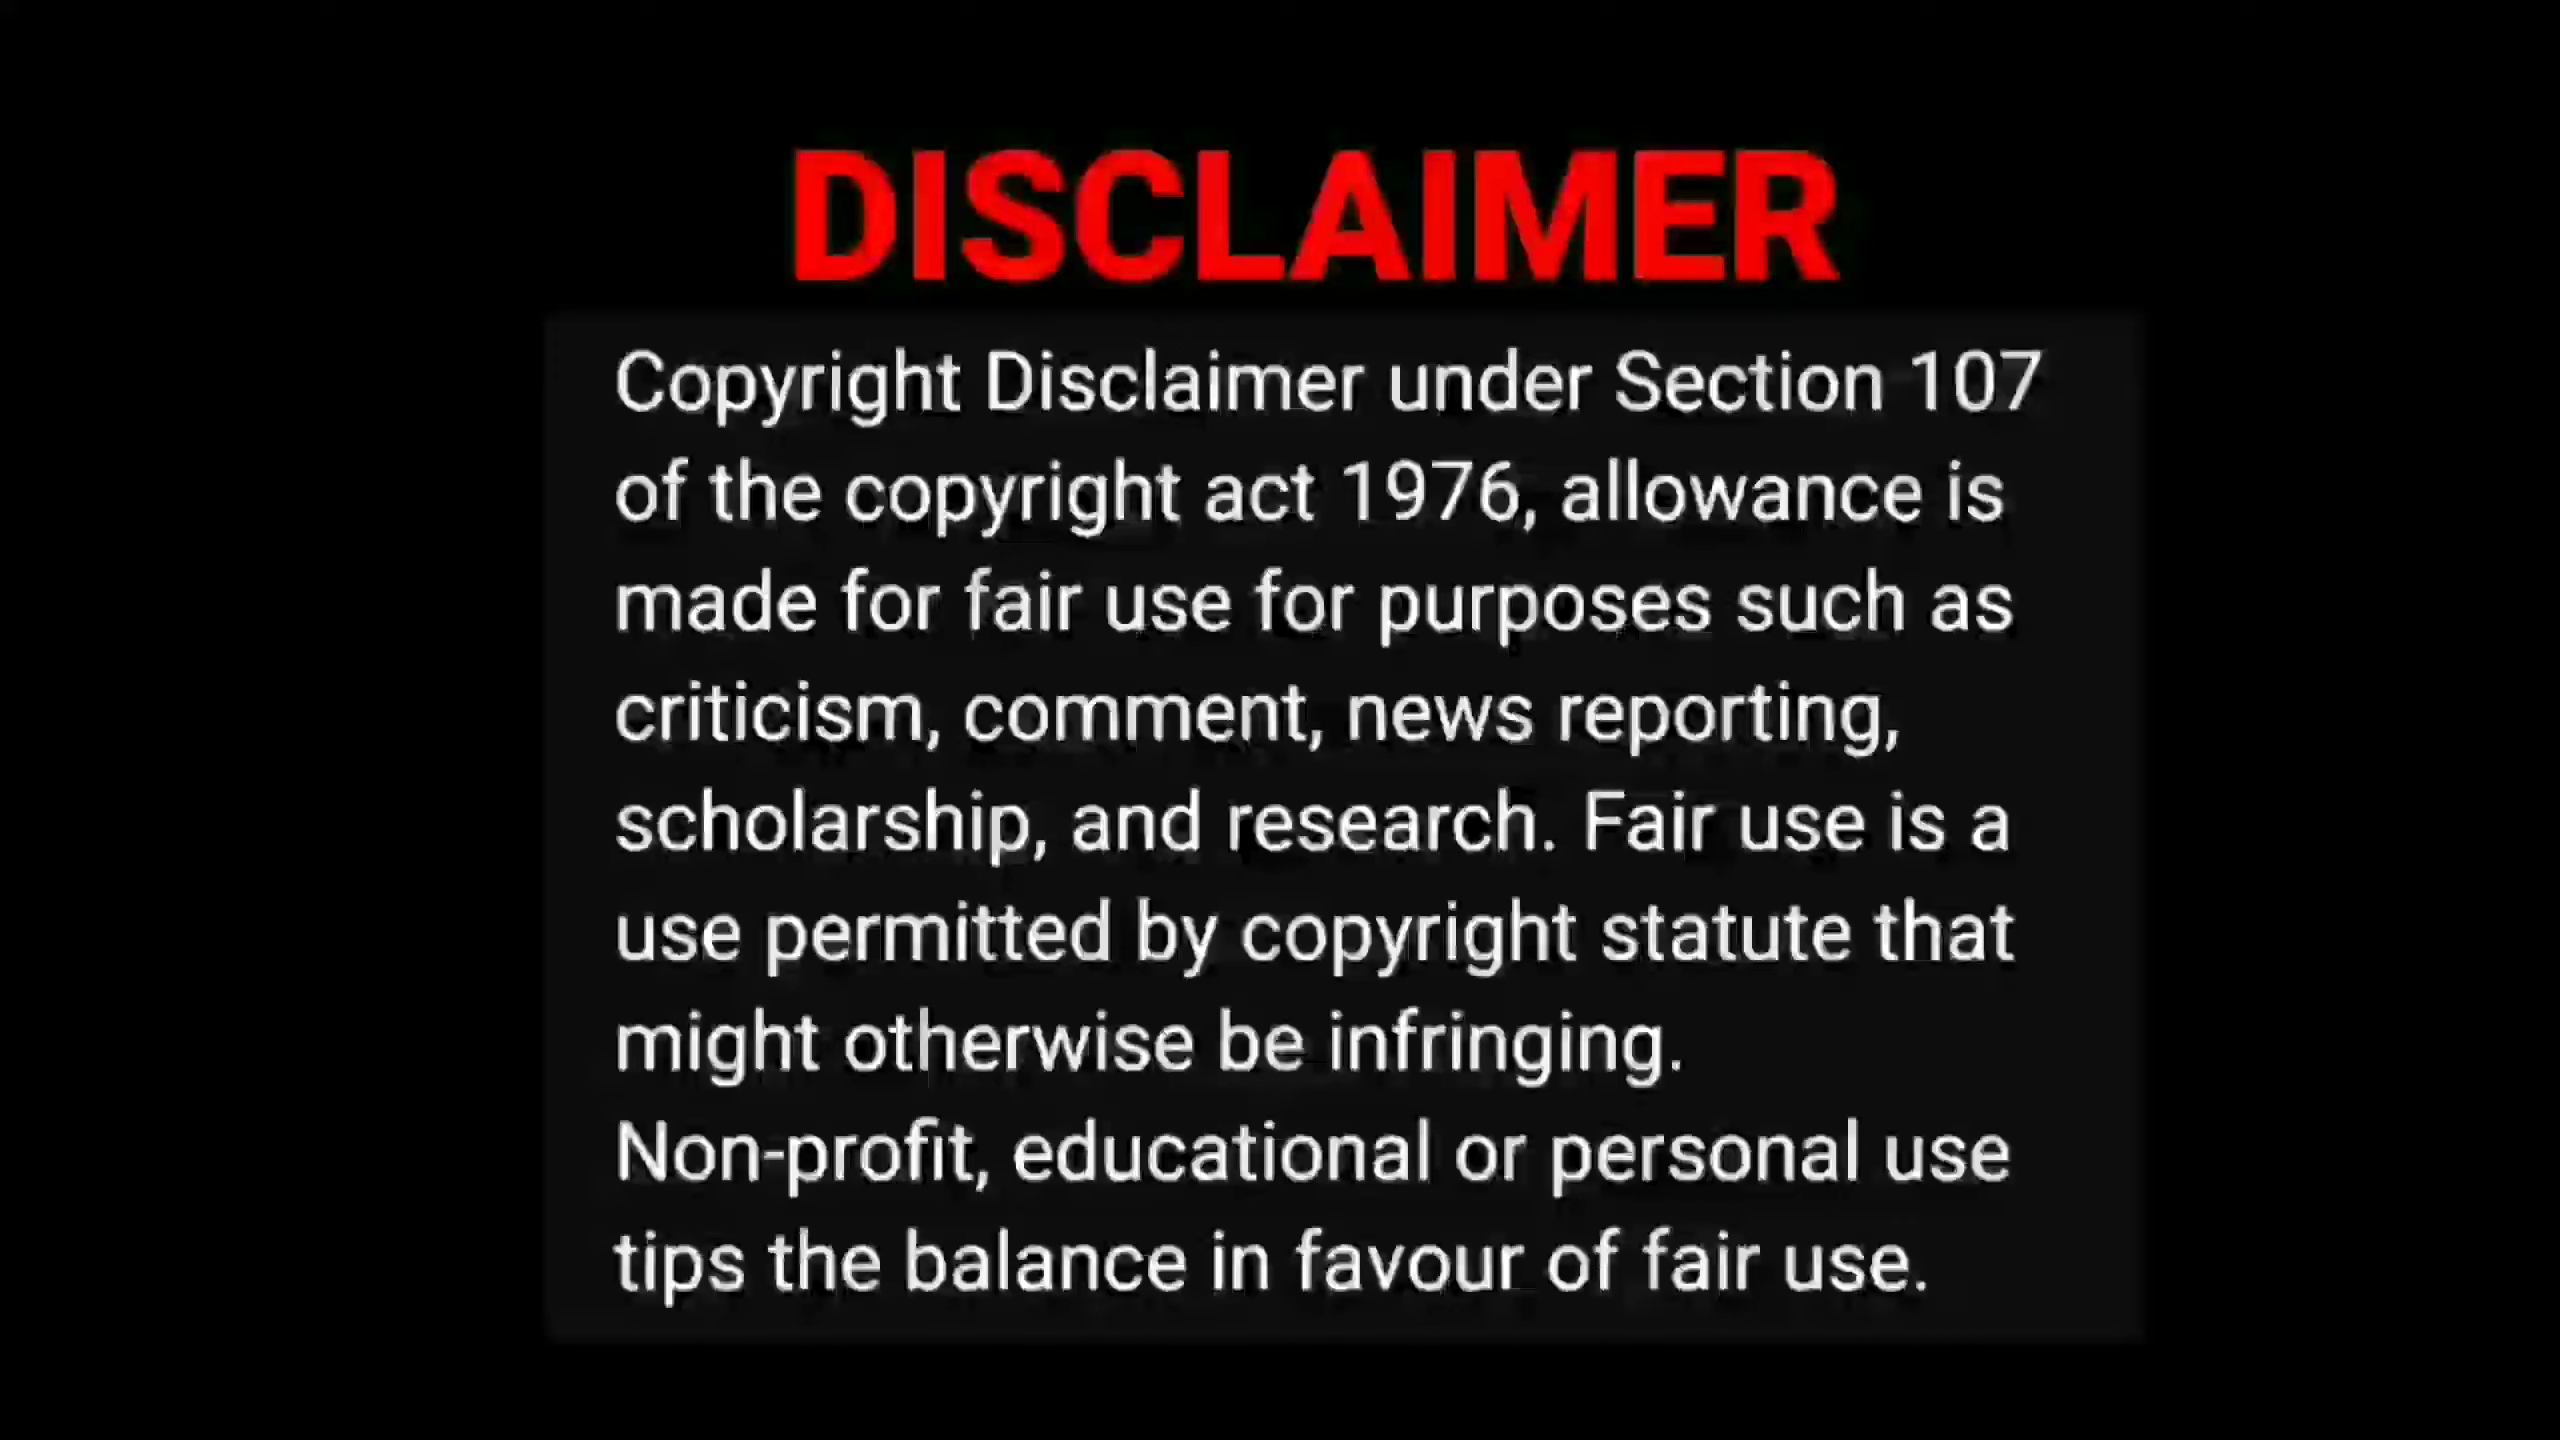 DISCLAIMER
Copyright Disclaimer under Section 107
of the copyright act 1976, allowance is
made for fair use for purposes such as
criticism, comment, news reporting,
scholarship, and research. Fair use is a
use permitted by copyright statute that
might otherwise be infringing.
Non-profit, educational or personal use
tips the balance in favour of fair use.